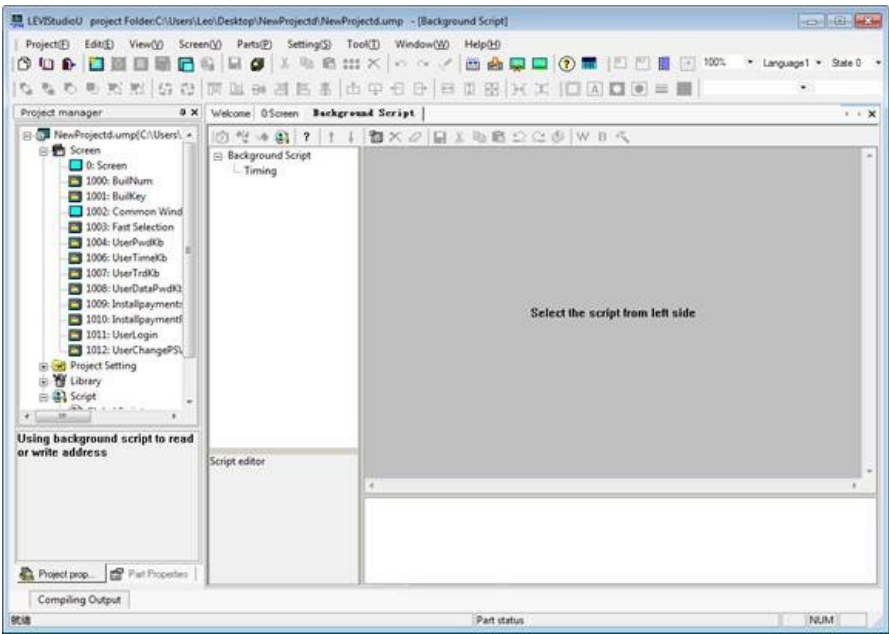 LEVIStudioU project Folder:C:\Users\Leo\Desktop\NewProjectd\NewProjectd.ump - [Background Script]
Project(F) Edit(E) View(V) Screen(V) Parts(P) Setting(S) Tool(T) Window(W) Help(H)
100% Language1 State 0
A
Project manager
Welcome 0:Screen Background Script
NewProjectd.ump[C:\Users\
? W B
Screen
0: Screen
1000: BuilNum
1001: BuilKey
1002: Common Wind
1003: Fast Selection
1004: UserPwdKb
1006: UserTimeKb
1007: UserTrdKb
1008: UserDataPwdKb
1009: Installpayments
1010: Installpayment
1011: UserLogin
1012: UserChangePS
Project Setting
Library
Script
Background Script
Timing
Select the script from left side
Using background script to read
or write address
Script editor
Project prop... Part Properties
Compiling Output
就绪 Part status NUM